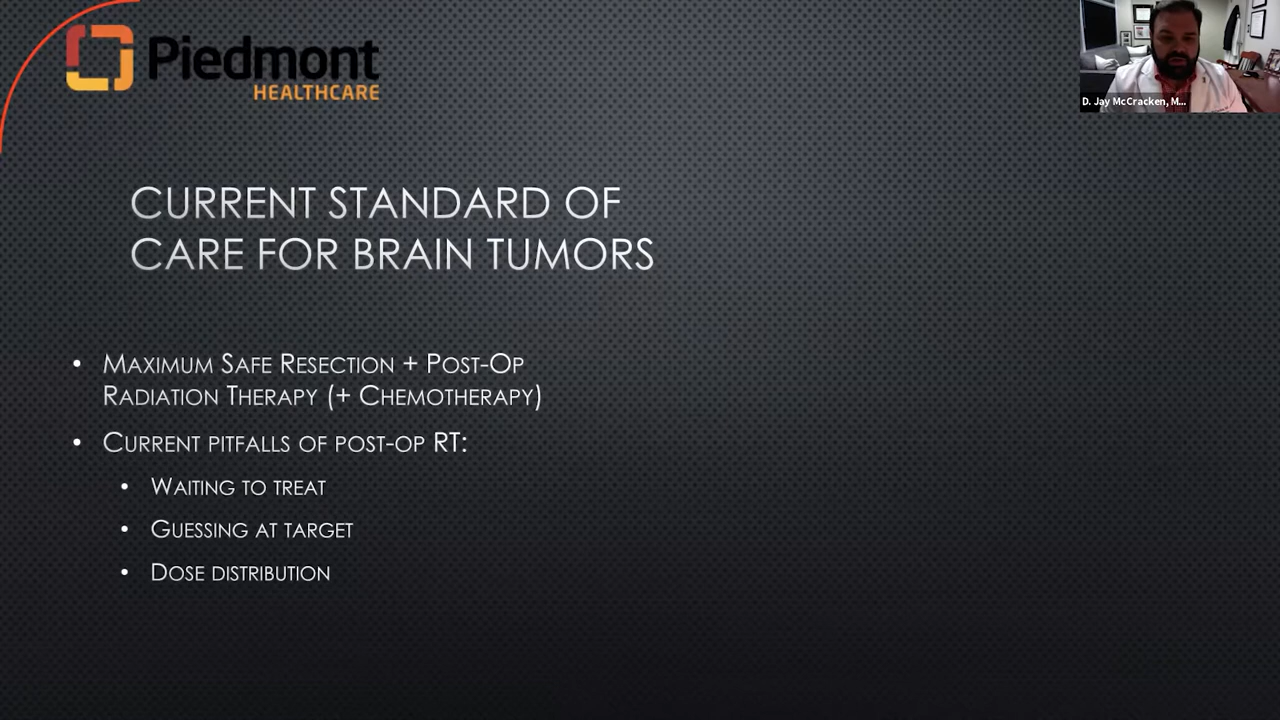 Piedmont
HEALTHCARE
D. Jay McCracken, M...
CURRENT STANDARD OF
CARE FOR BRAIN TUMORS
• Maximum Safe Resection + Post-Op
Radiation Therapy (+ Chemotherapy)
• Current pitfalls of post-op RT:
• Waiting to treat
• Guessing at target
• Dose distribution